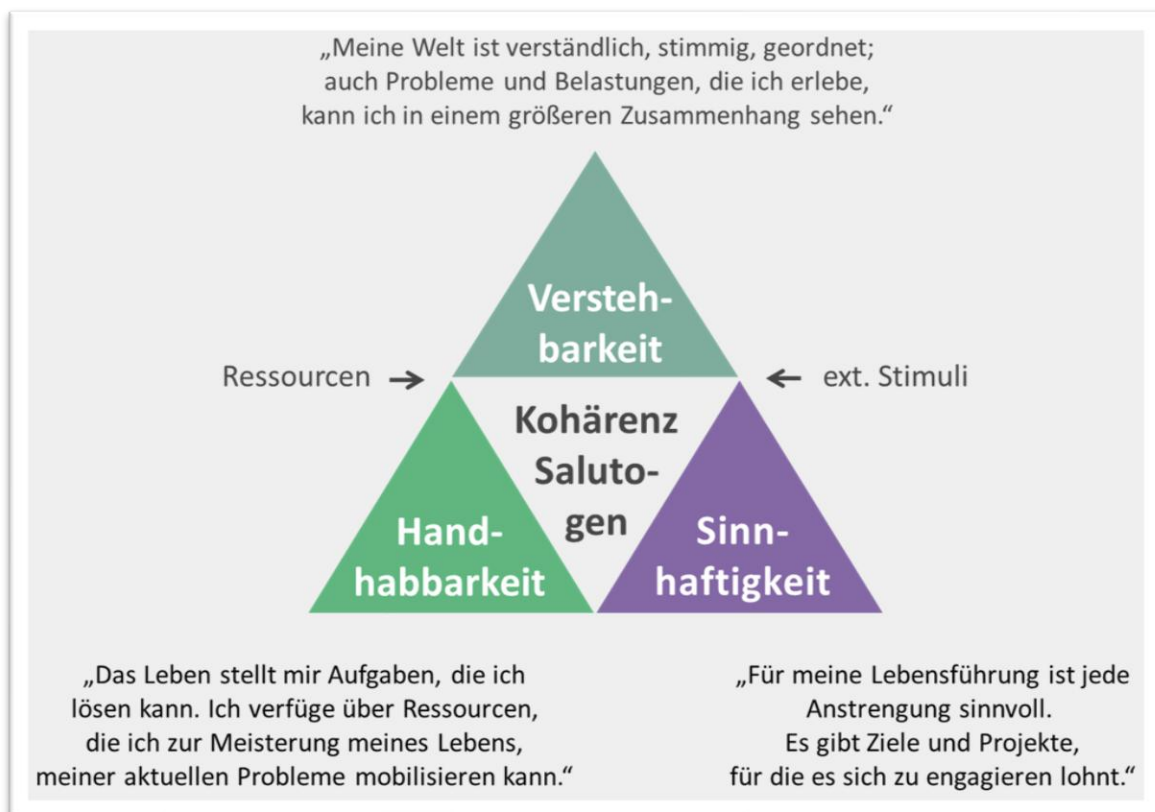 „Meine Welt ist verständlich, stimmig, geordnet;
auch Probleme und Belastungen, die ich erlebe,
kann ich in einem größeren Zusammenhang sehen.“
Versteh-
barkeit
Ressourcen →
← ext. Stimuli
Kohärenz
Saluto-
gen
Hand-
habbarkeit
Sinn-
haftigkeit
„Das Leben stellt mir Aufgaben, die ich
lösen kann. Ich verfüge über Ressourcen,
die ich zur Meisterung meines Lebens,
meiner aktuellen Probleme mobilisieren kann.“
„Für meine Lebensführung ist jede
Anstrengung sinnvoll.
Es gibt Ziele und Projekte,
für die es sich zu engagieren lohnt.“